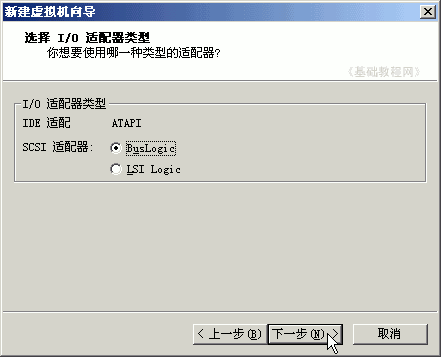 新建虚拟机向导
选择 I/O 适配器类型
你想要使用哪一种类型的适配器?
《基础教程网》
I/O 适配器类型
IDE 适配 ATAPI
SCSI 适配器: BusLogic
LSI Logic
< 上一步(B) 下一步(N) > 取消